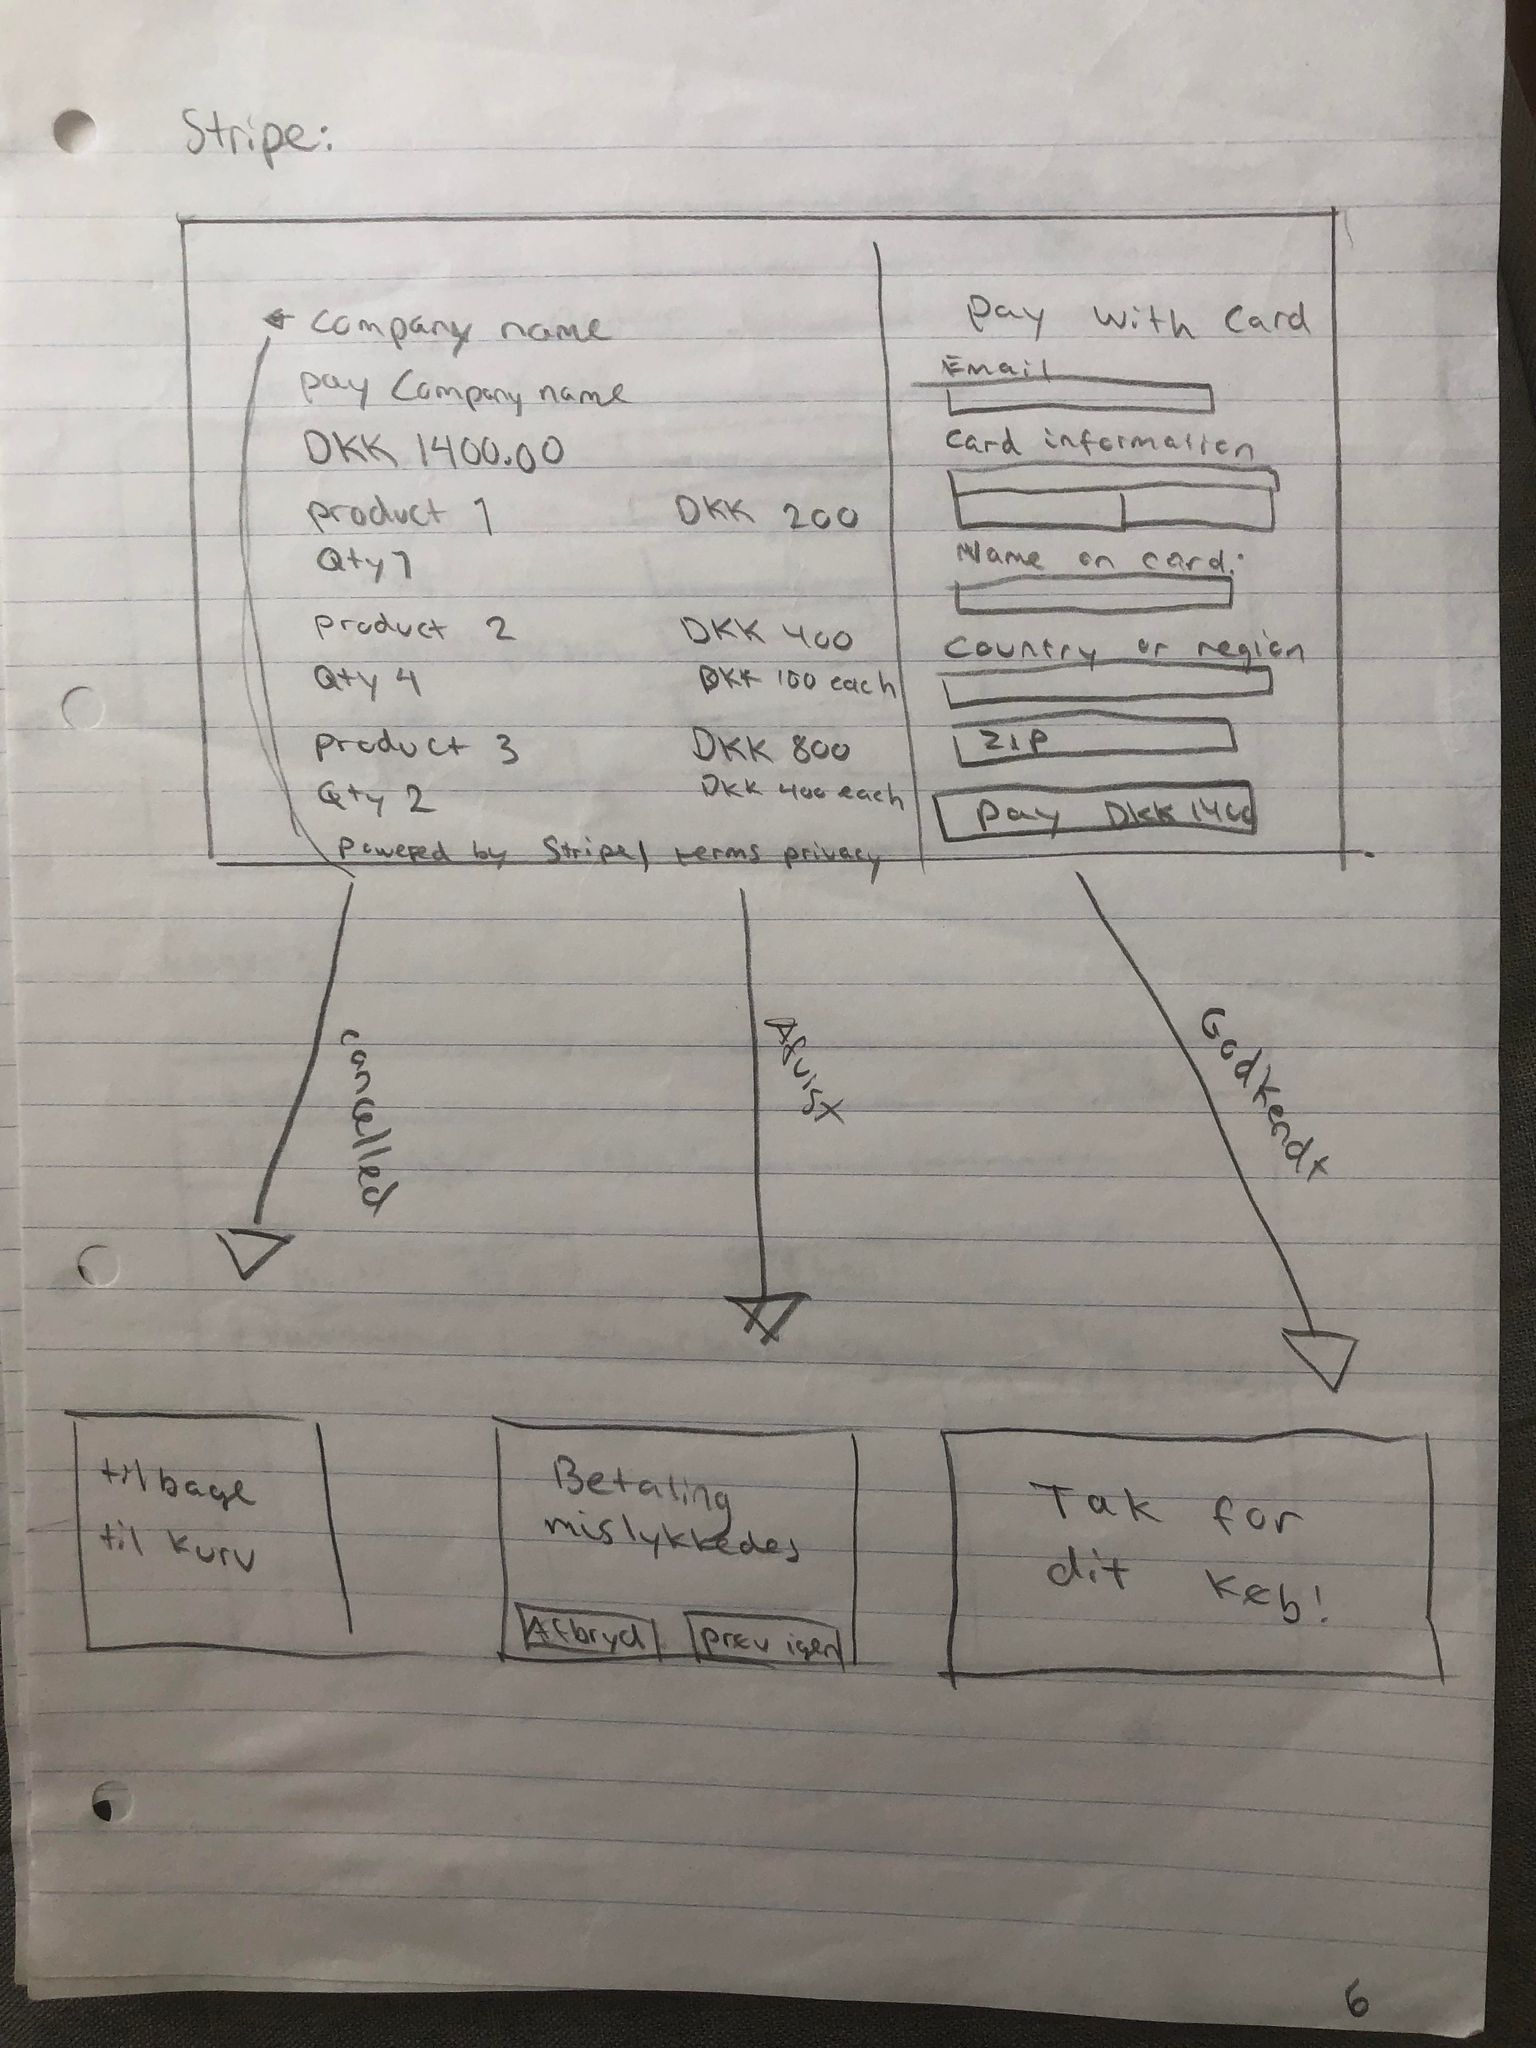 Stripe:
← Company name
pay Company name
DKK 1400.00
product 1 DKK 200
Qty 1
product 2 DKK 400
Qty 4 DKK 100 each
product 3 DKK 800
Qty 2 DKK 400 each
Powered by Stripe | terms privacy
pay with card
Email
Card information
Name on card:
Country or region
ZIP
pay DKK 1400
cancelled
Afvist
Godkendt
tilbage
til kurv
Betaling
mislykkedes
Afbryd prøv igen
Tak for
dit køb!
6